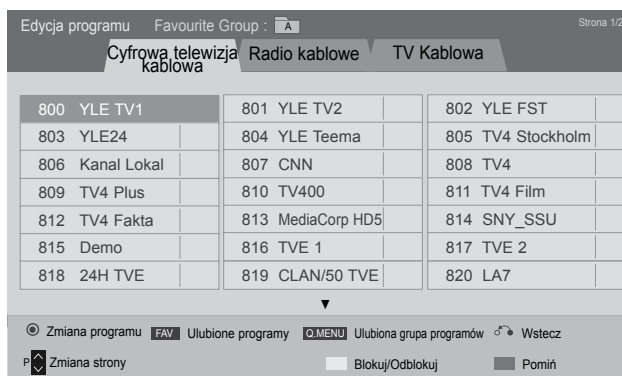 Edycja programu Favourite Group : A Strona 1/2
Cyfrowa telewizja kablowa Radio kablowe TV Kablowa
800 YLE TV1 801 YLE TV2 802 YLE FST
803 YLE24 804 YLE Teema 805 TV4 Stockholm
806 Kanal Lokal 807 CNN 808 TV4
809 TV4 Plus 810 TV400 811 TV4 Film
812 TV4 Fakta 813 MediaCorp HD5 814 SNY_SSU
815 Demo 816 TVE 1 817 TVE 2
818 24H TVE 819 CLAN/50 TVE 820 LA7
Zmiana programu FAV Ulubione programy Q.MENU Ulubiona grupa programów Wstecz
P Zmiana strony Blokuj/Odblokuj Pomiń